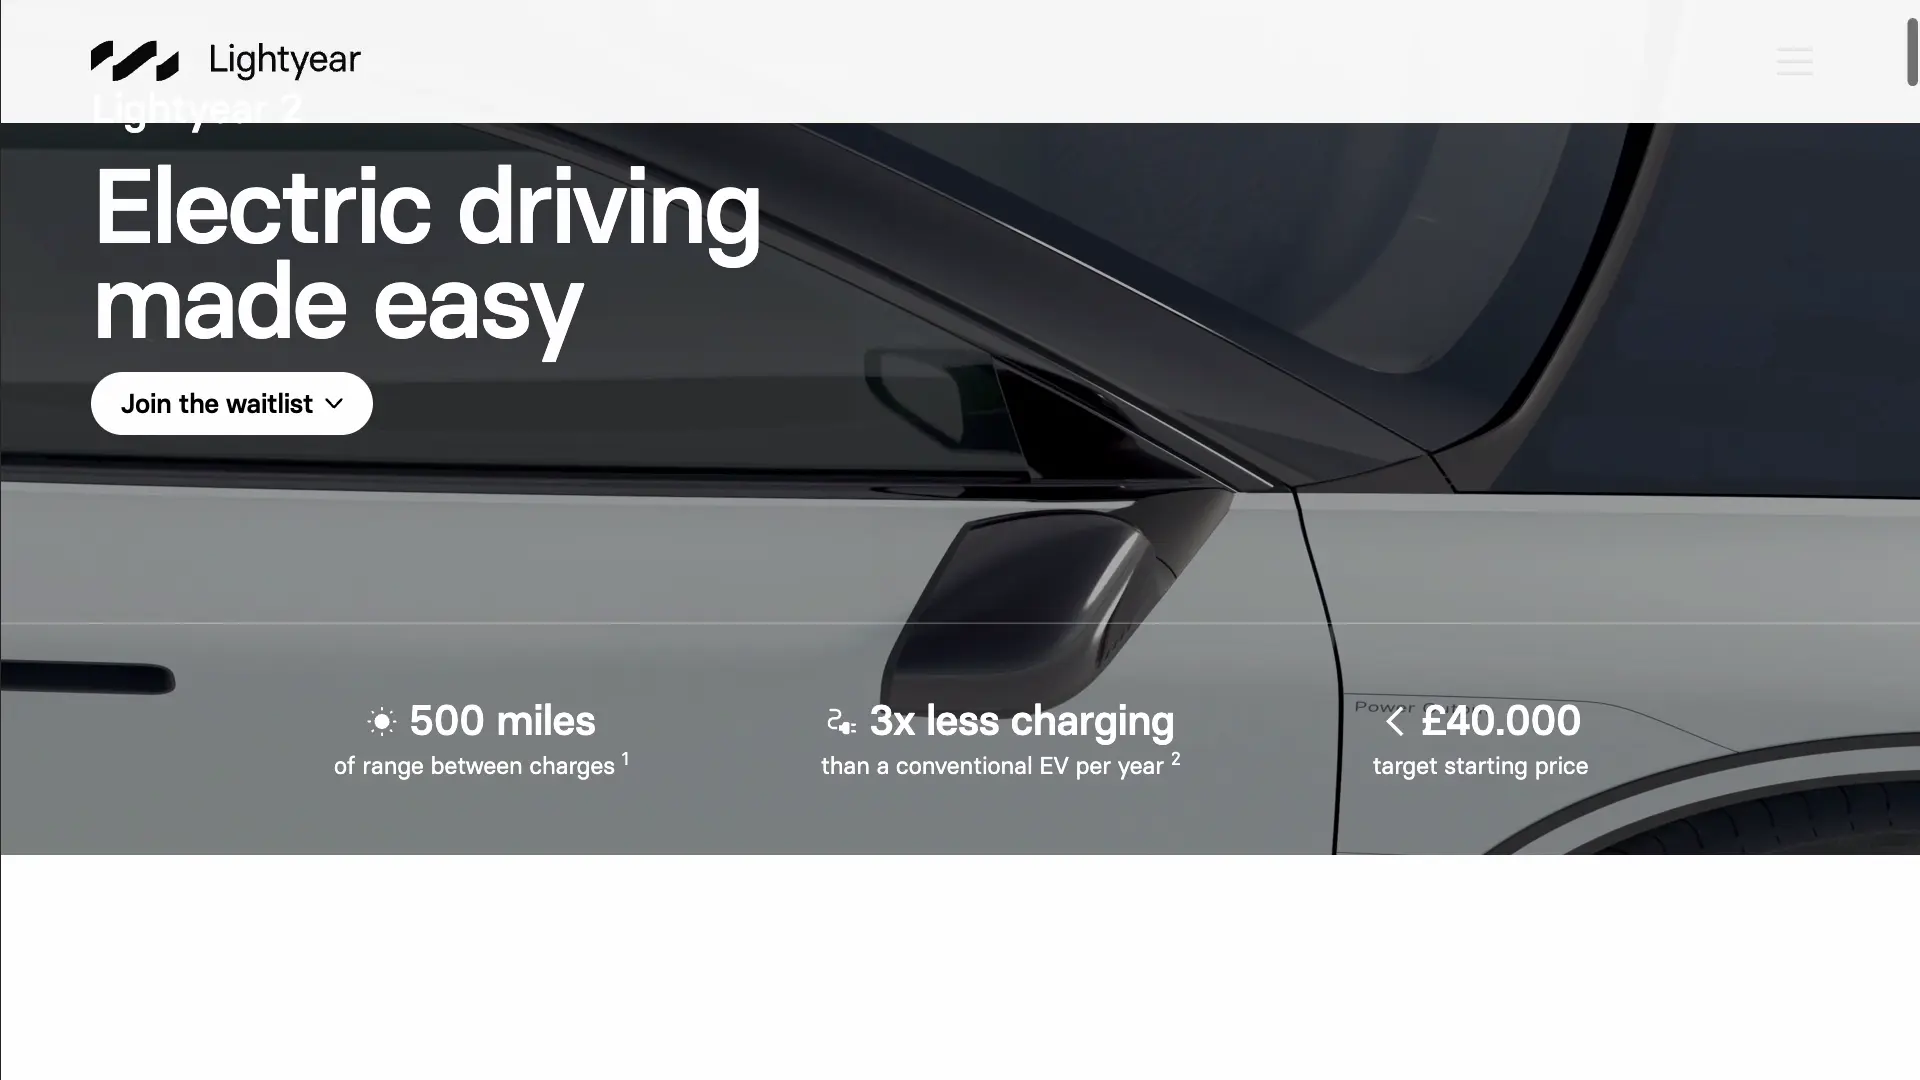 Lightyear
Lightyear 2
Electric driving
made easy
Join the waitlist
500 miles
of range between charges 1
3x less charging
than a conventional EV per year 2
Power
< £40.000
target starting price